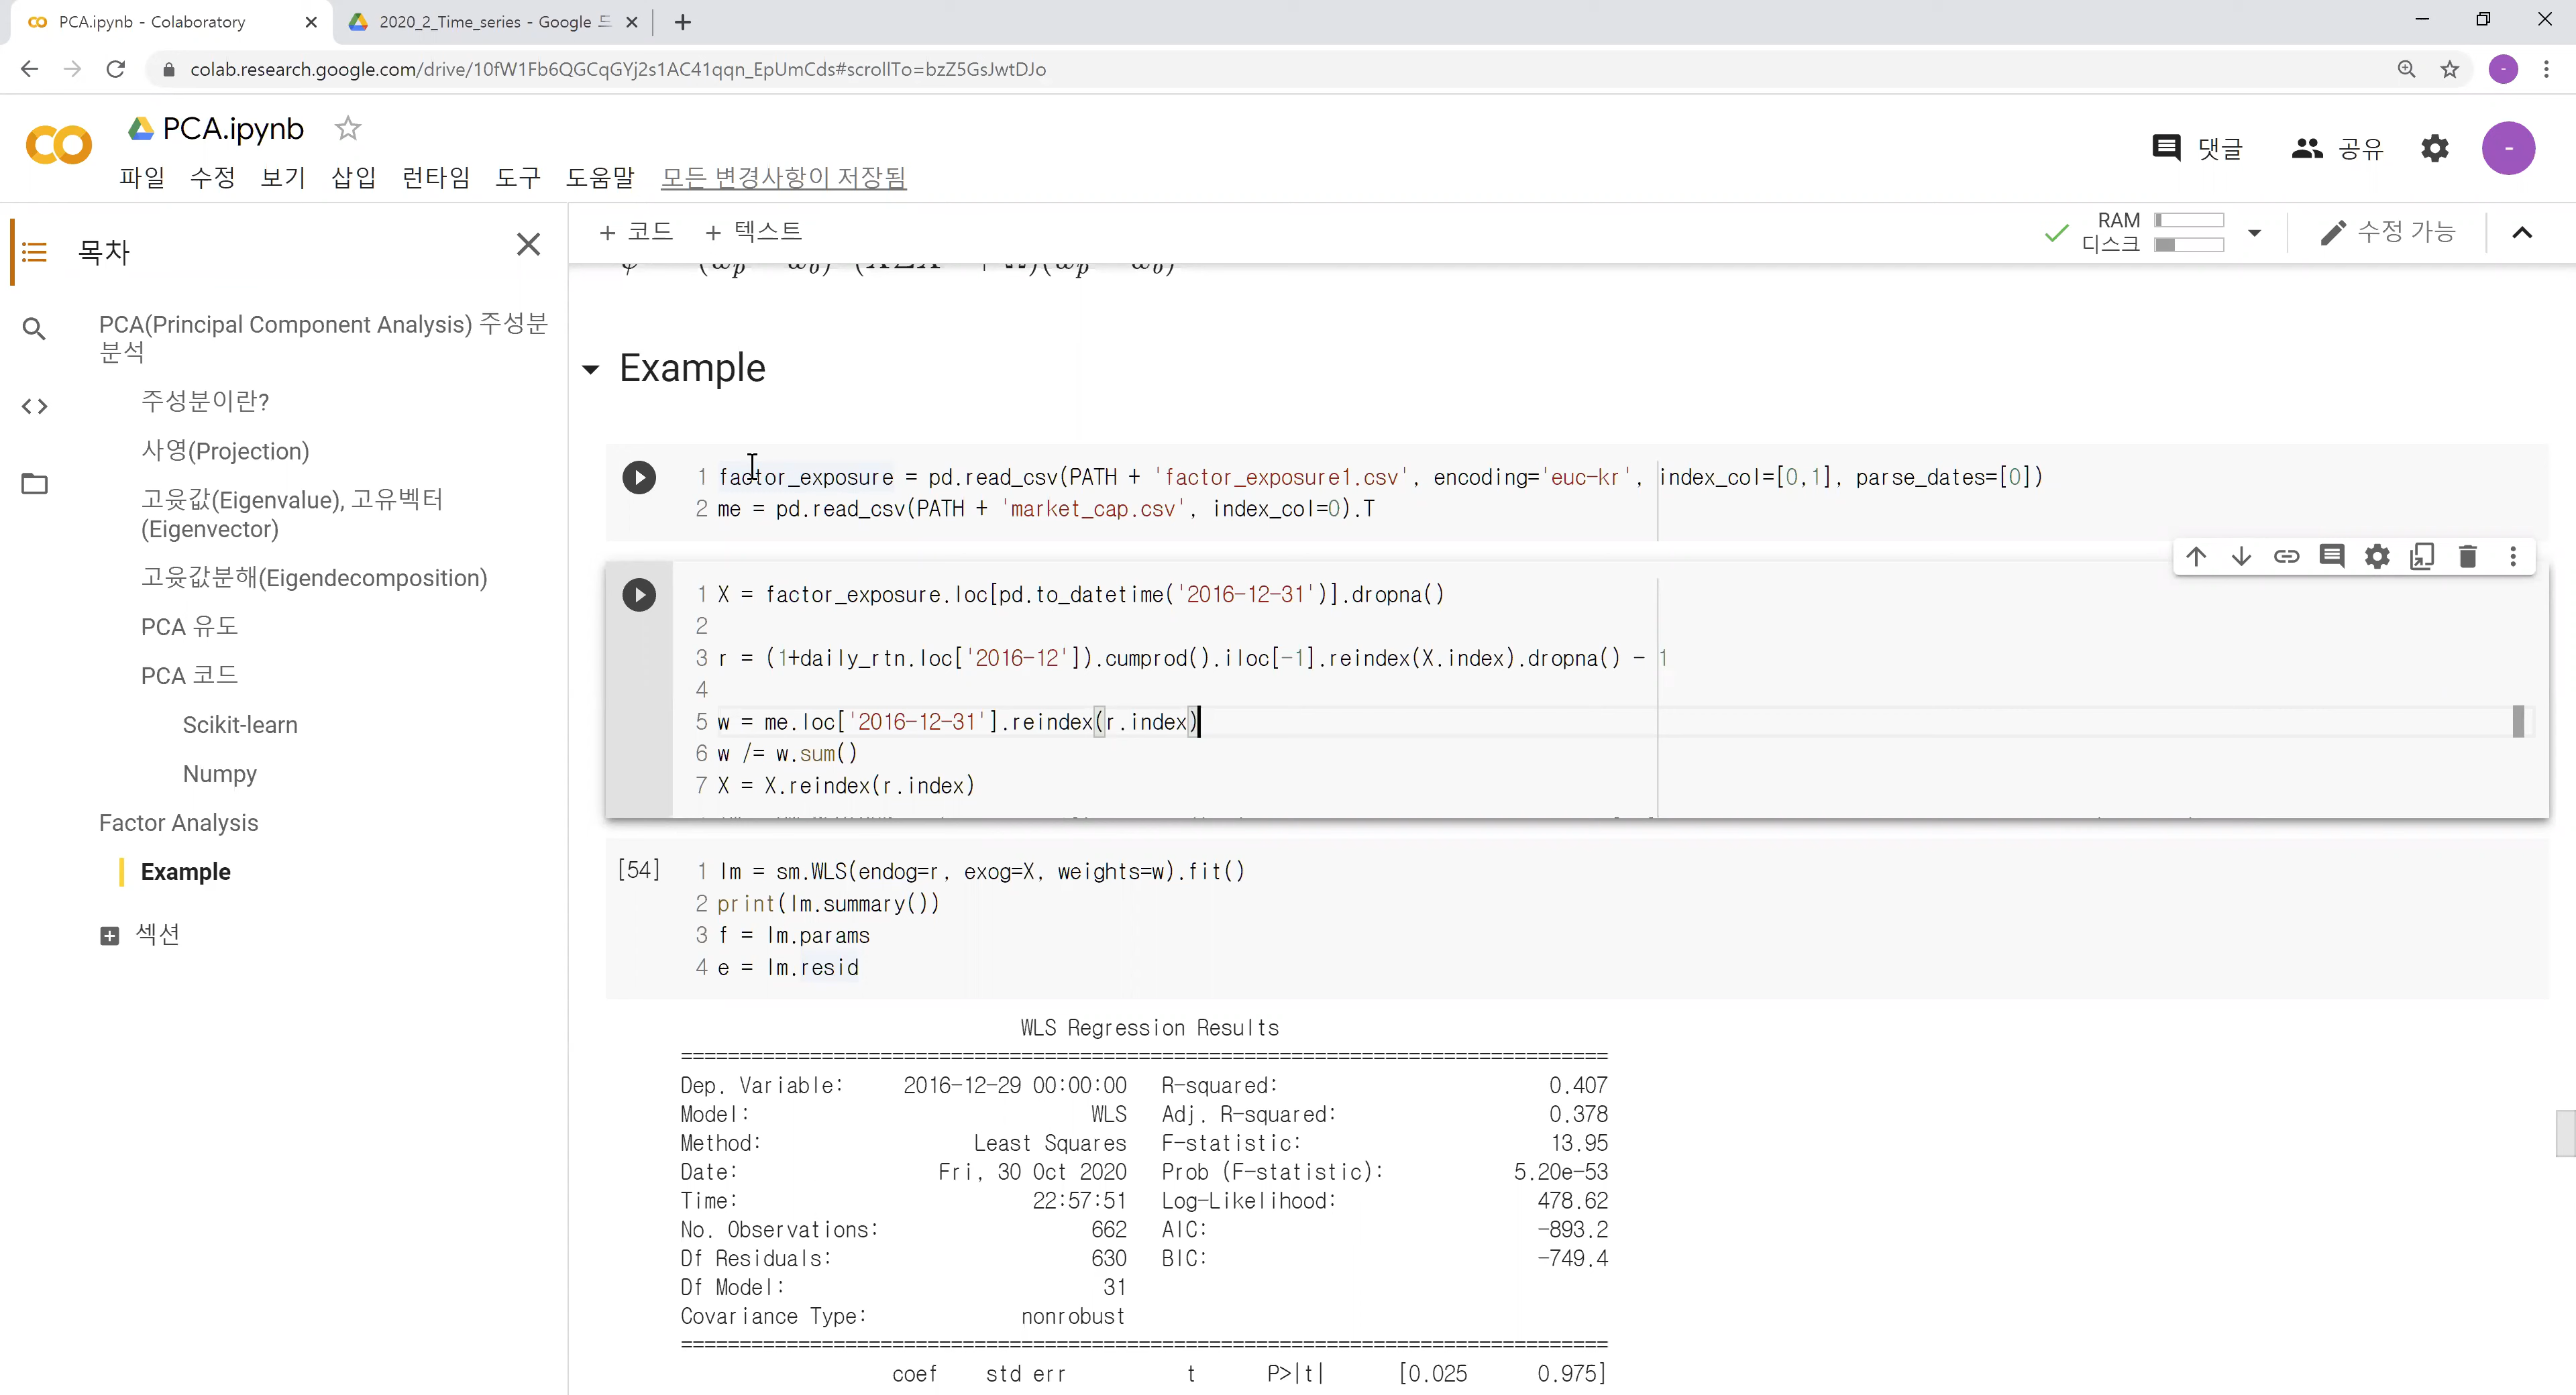 PCA.ipynb - Colaboratory
2020_2_Time_series - Google 드
colab.research.google.com/drive/10fW1Fb6QGCqGYj2s1AC41qqn_EpUmCds#scrollTo=bzZ5GsJwtDJo
PCA.ipynb
댓글
공유
파일 수정 보기 삽입 런타임 도구 도움말 모든 변경사항이 저장됨
목차
PCA(Principal Component Analysis) 주성분
분석
주성분이란?
사영(Projection)
고윳값(Eigenvalue), 고유벡터
(Eigenvector)
고윳값분해(Eigendecomposition)
PCA 유도
PCA 코드
Scikit-learn
Numpy
Factor Analysis
Example
섹션
+ 코드 + 텍스트
RAM
디스크
수정 가능
Example
1 factor_exposure = pd.read_csv(PATH + 'factor_exposure1.csv', encoding='euc-kr', index_col=[0,1], parse_dates=[0])
2 me = pd.read_csv(PATH + 'market_cap.csv', index_col=0).T
1 X = factor_exposure.loc[pd.to_datetime('2016-12-31')].dropna()
2
3 r = (1+daily_rtn.loc['2016-12']).cumprod().iloc[-1].reindex(X.index).dropna() - 1
4
5 w = me.loc['2016-12-31'].reindex(r.index)
6 w /= w.sum()
7 X = X.reindex(r.index)
[54]
1 lm = sm.WLS(endog=r, exog=X, weights=w).fit()
2 print(lm.summary())
3 f = lm.params
4 e = lm.resid
WLS Regression Results
==============================================================================
Dep. Variable: 2016-12-29 00:00:00 R-squared: 0.407
Model: WLS Adj. R-squared: 0.378
Method: Least Squares F-statistic: 13.95
Date: Fri, 30 Oct 2020 Prob (F-statistic): 5.20e-53
Time: 22:57:51 Log-Likelihood: 478.62
No. Observations: 662 AIC: -893.2
Df Residuals: 630 BIC: -749.4
Df Model: 31
Covariance Type: nonrobust
==============================================================================
coef std err t P>|t| [0.025 0.975]